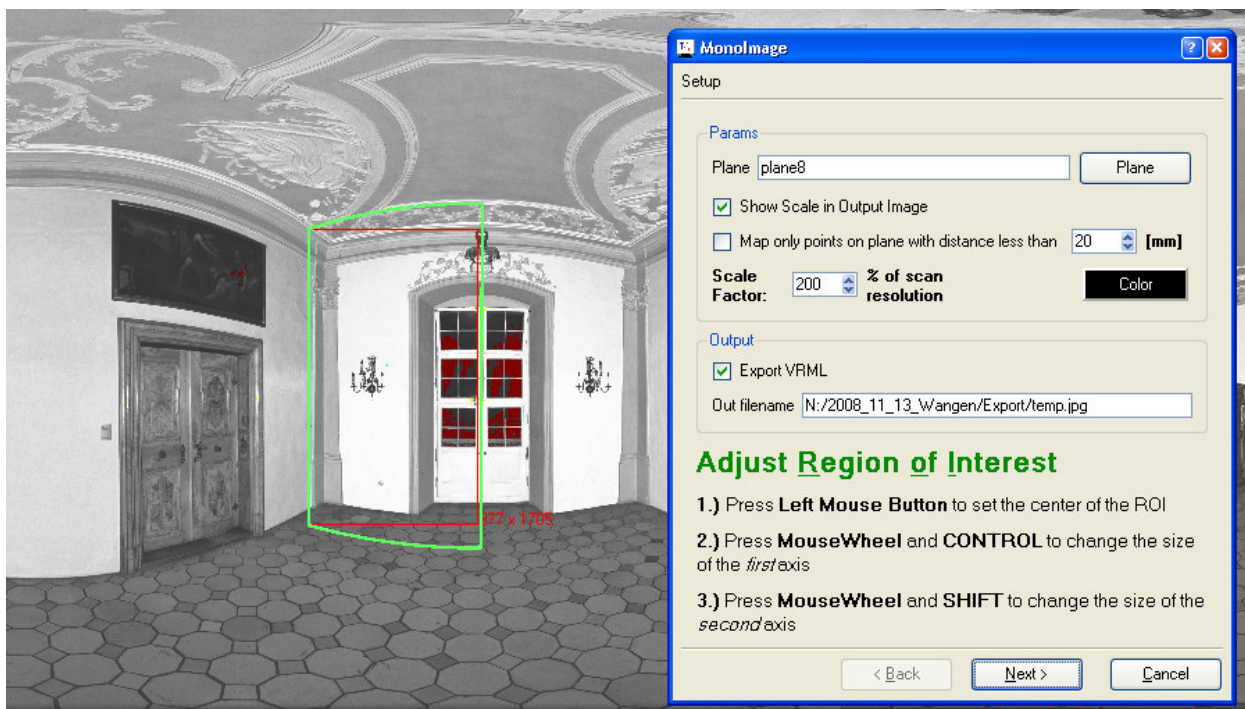 MonoImage
Setup
Params
Plane plane8 Plane
Show Scale in Output Image
Map only points on plane with distance less than 20 [mm]
Scale Factor: 200 % of scan resolution Color
Output
Export VRML
Out filename N:/2008_11_13_Wangen/Export/temp.jpg
Adjust Region of Interest
1.) Press Left Mouse Button to set the center of the ROI
2.) Press MouseWheel and CONTROL to change the size
of the first axis
3.) Press MouseWheel and SHIFT to change the size of the
second axis
< Back Next > Cancel
x 1705